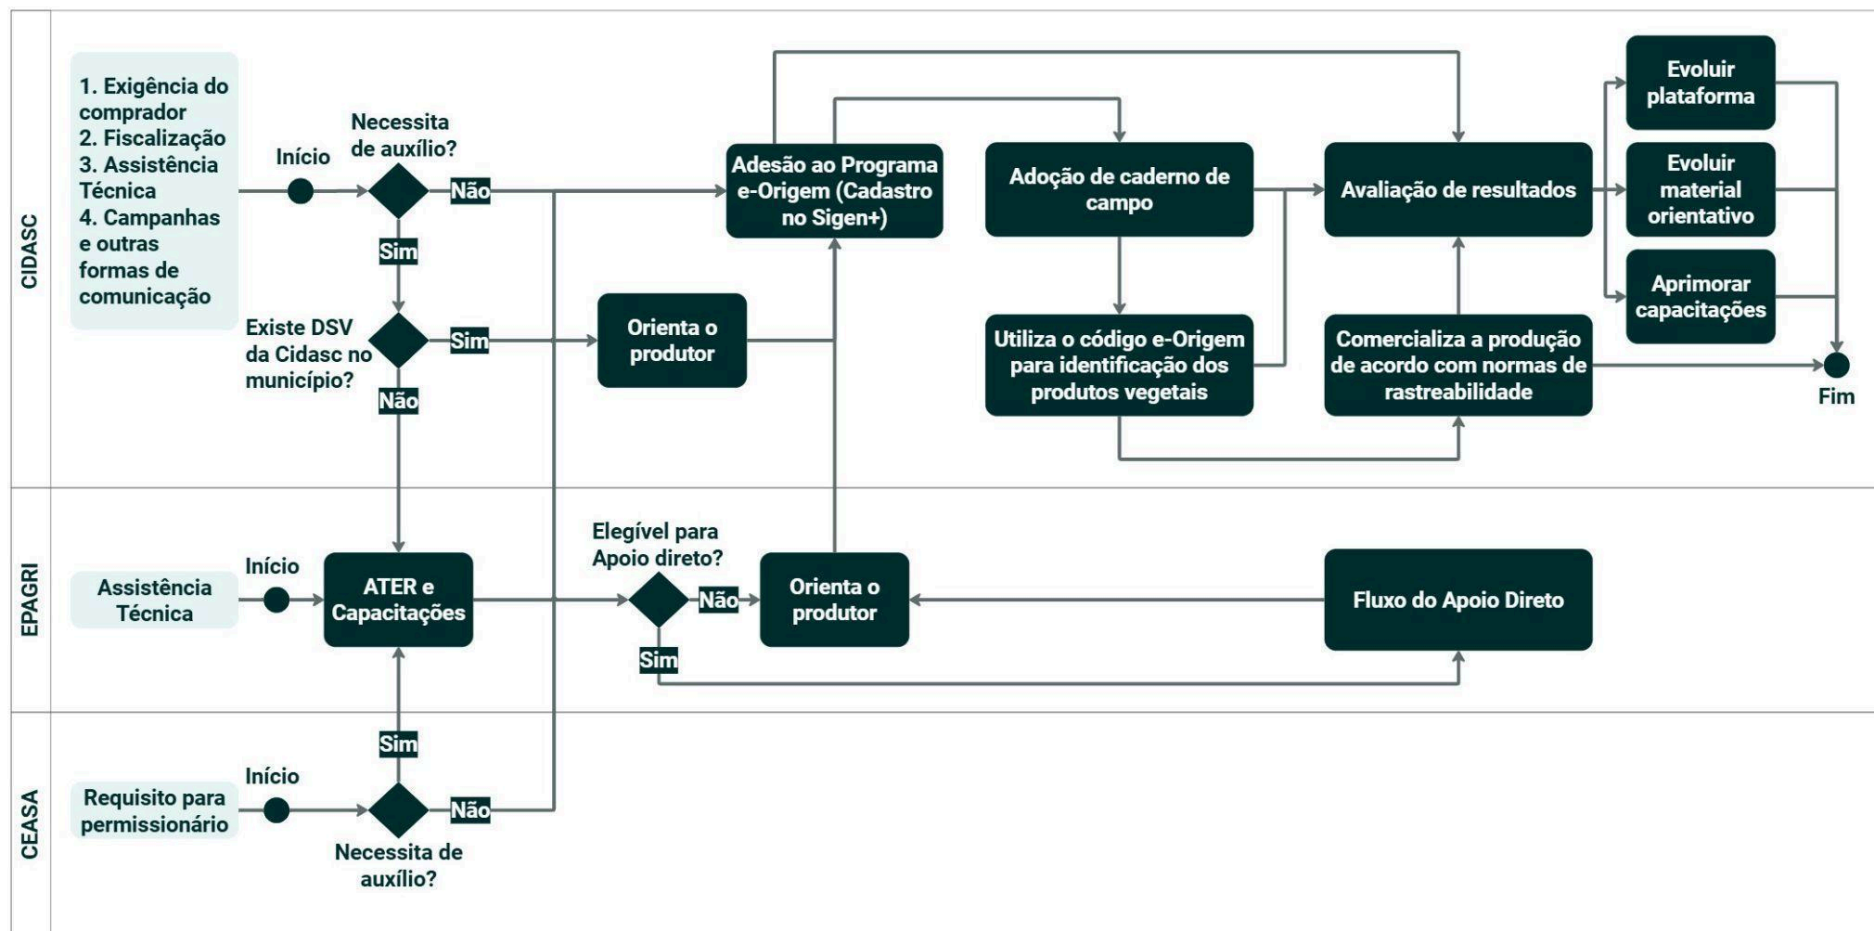 CIDASC
1. Exigência do
comprador
2. Fiscalização
3. Assistência
Técnica
4. Campanhas
e outras
formas de
comunicação
Início
Necessita
de auxílio?
Não
Sim
Existe DSV
da Cidasc no
município?
Sim
Não
Orienta o
produtor
Adesão ao Programa
e-Origem (Cadastro
no Sigen+)
Adoção de caderno de
campo
Utiliza o código e-Origem
para identificação dos
produtos vegetais
Avaliação de resultados
Comercializa a produção
de acordo com normas de
rastreabilidade
Evoluir
plataforma
Evoluir
material
orientativo
Aprimorar
capacitações
Fim
EPAGRI
Assistência
Técnica
Início
ATER e
Capacitações
Elegível para
Apoio direto?
Não
Sim
Orienta o
produtor
Fluxo do Apoio Direto
CEASA
Requisito para
permissionário
Início
Sim
Não
Necessita de
auxílio?